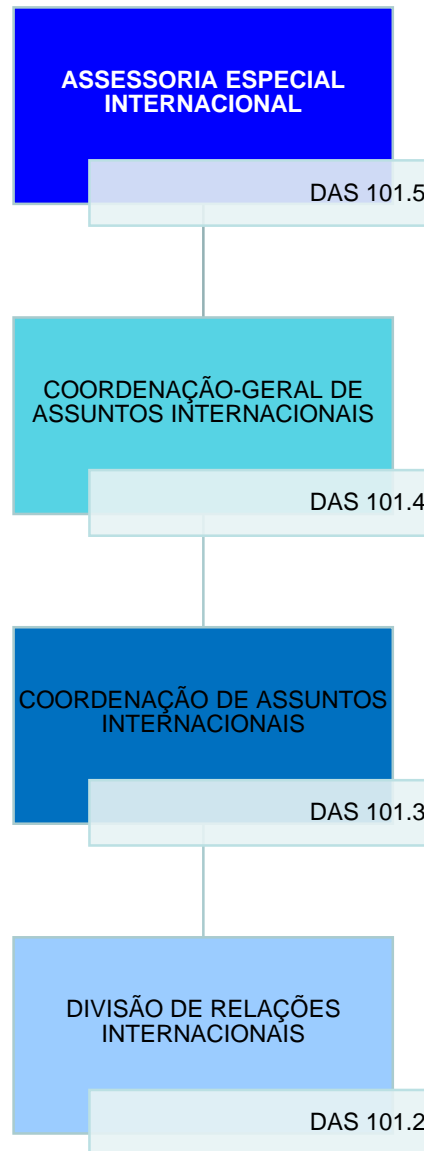 ASSESSORIA ESPECIAL
INTERNACIONAL
DAS 101.5
COORDENAÇÃO-GERAL DE
ASSUNTOS INTERNACIONAIS
DAS 101.4
COORDENAÇÃO DE ASSUNTOS
INTERNACIONAIS
DAS 101.3
DIVISÃO DE RELAÇÕES
INTERNACIONAIS
DAS 101.2